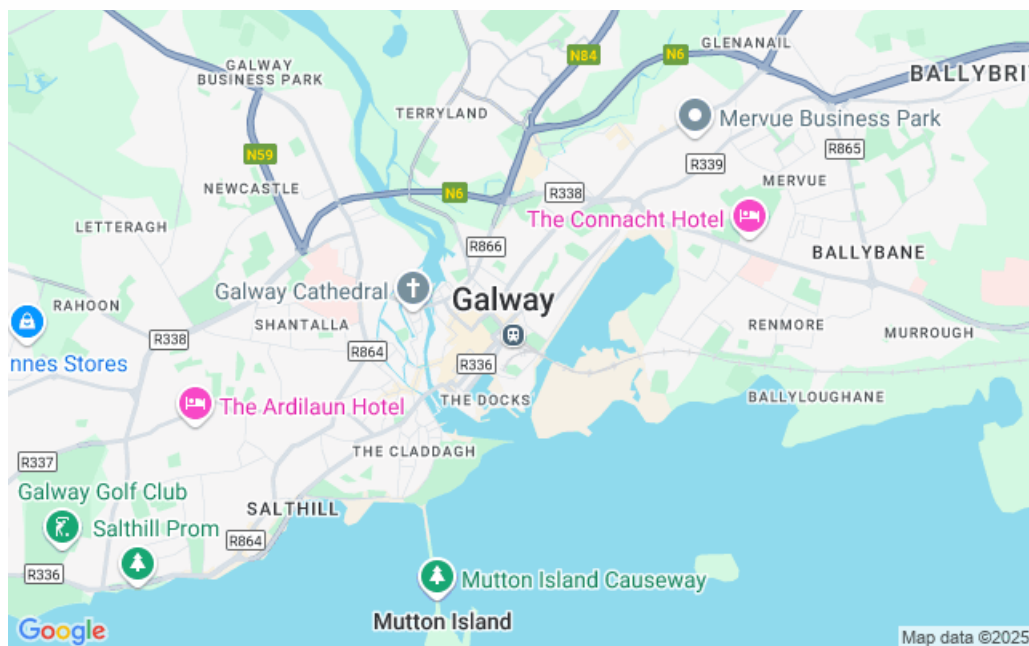 N84
N6
GLENANAIL
GALWAY
BUSINESS PARK
BALLYBRI
TERRYLAND
Mervue Business Park
R865
N59
R339
NEWCASTLE
N6
R338
MERVUE
LETTERAGH
The Connacht Hotel
R866
BALLYBANE
Galway Cathedral
Galway
RAHOON
SHANTALLA
RENMORE
MURROUGH
R338
R864
R336
nnes Stores
The Ardilaun Hotel
THE DOCKS
BALLYLOUGHANE
THE CLADDAGH
R337
Galway Golf Club
SALTHILL
Salthill Prom
R864
R336
Mutton Island Causeway
Mutton Island
Google
Map data ©2025